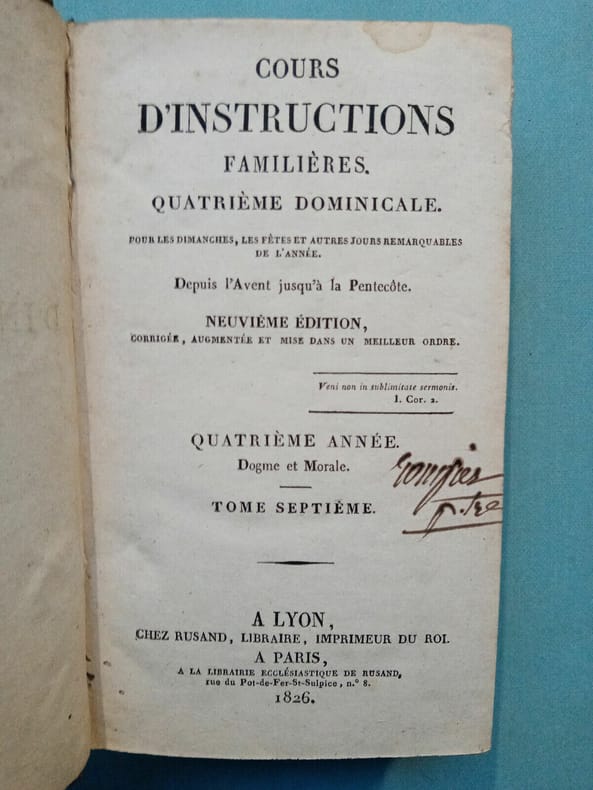 COURS
D'INSTRUCTIONS
FAMILIÈRES.
QUATRIÈME DOMINICALE.
POUR LES DIMANCHES, LES FÊTES ET AUTRES JOURS REMARQUABLES
DE L'ANNÉE.
Depuis l'Avent jusqu'à la Pentecôte.
NEUVIÉME ÉDITION,
CORRIGÉE, AUGMENTÉE ET MISE DANS UN MEILLEUR ORDRE.
Veni non in sublimitate sermonis.
I. Cor. 2.
QUATRIÈME ANNÉE.
Dogme et Morale.
TOME SEPTIÈME.
A LYON,
CHEZ RUSAND, LIBRAIRE, IMPRIMEUR DU ROI.
A PARIS,
A LA LIBRAIRIE ECCLÉSIASTIQUE DE RUSAND,
rue du Pot-de-Fer-St-Sulpice, n.º 8.
1826.